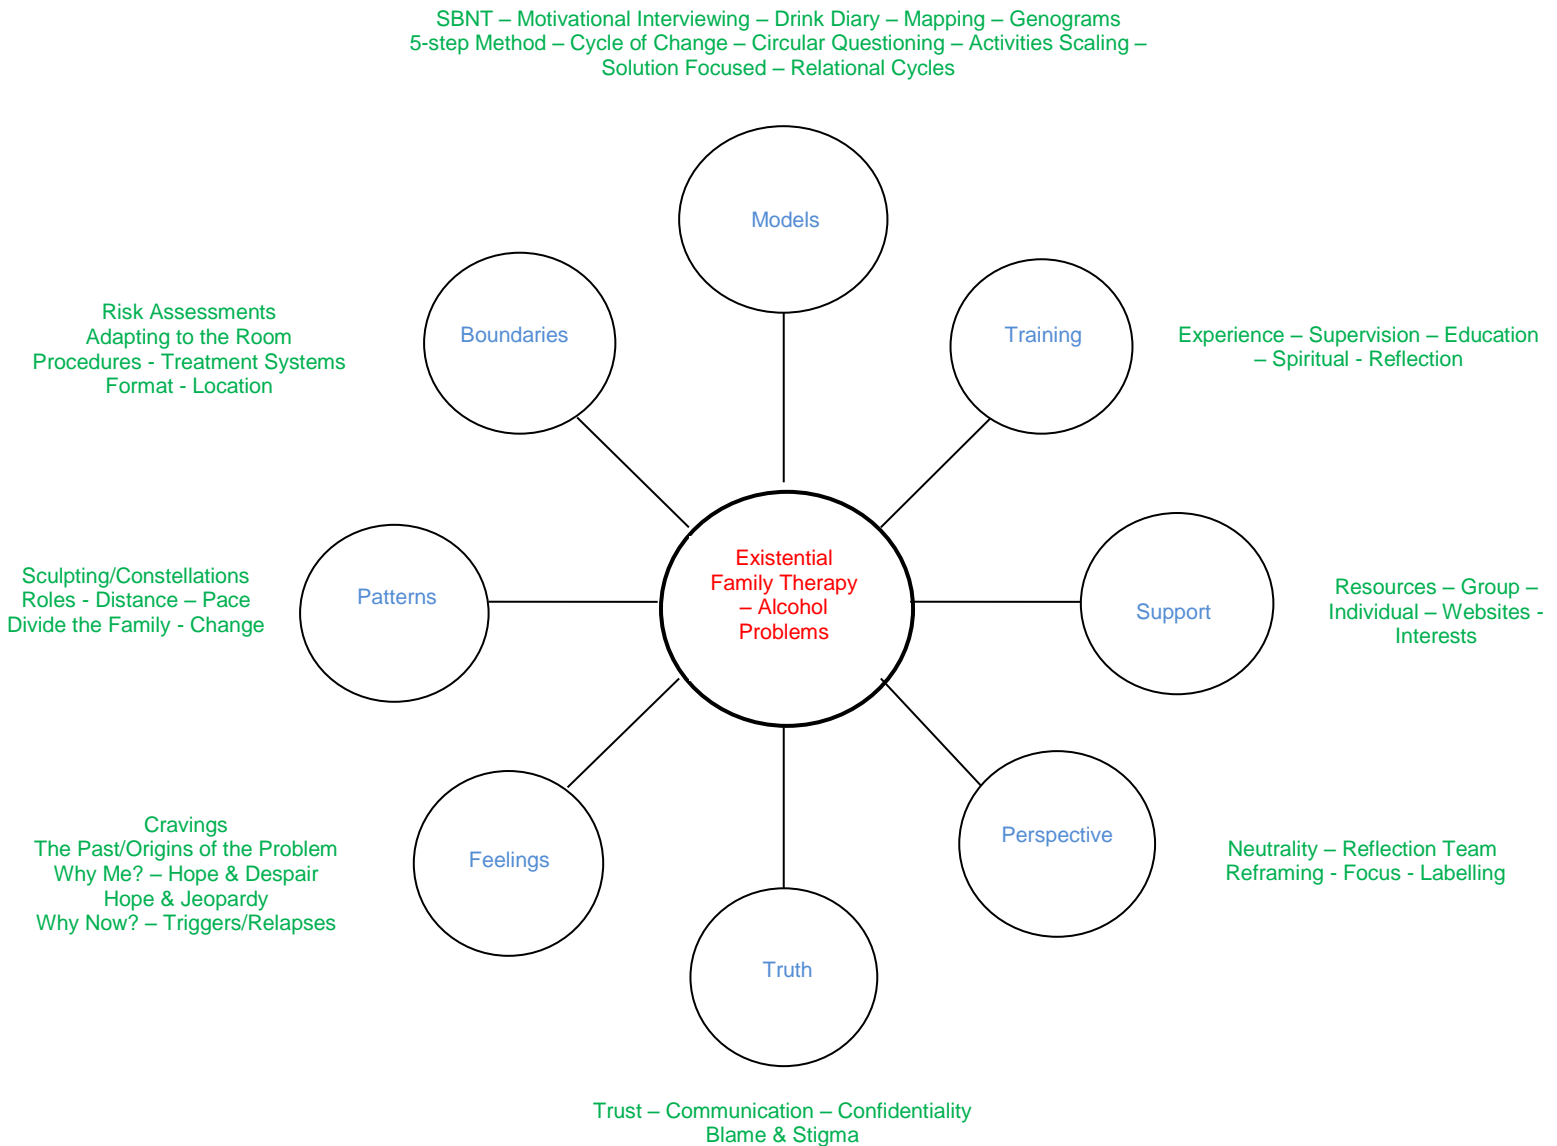 SBNT – Motivational Interviewing – Drink Diary – Mapping – Genograms
5-step Method – Cycle of Change – Circular Questioning – Activities Scaling –
Solution Focused – Relational Cycles
Models
Boundaries
Training
Risk Assessments
Adapting to the Room
Procedures - Treatment Systems
Format - Location
Experience – Supervision – Education
– Spiritual - Reflection
Existential
Family Therapy
– Alcohol
Problems
Patterns
Sculpting/Constellations
Roles - Distance – Pace
Divide the Family - Change
Support
Resources – Group –
Individual – Websites -
Interests
Feelings
Cravings
The Past/Origins of the Problem
Why Me? – Hope & Despair
Hope & Jeopardy
Why Now? – Triggers/Relapses
Perspective
Neutrality – Reflection Team
Reframing - Focus - Labelling
Truth
Trust – Communication – Confidentiality
Blame & Stigma